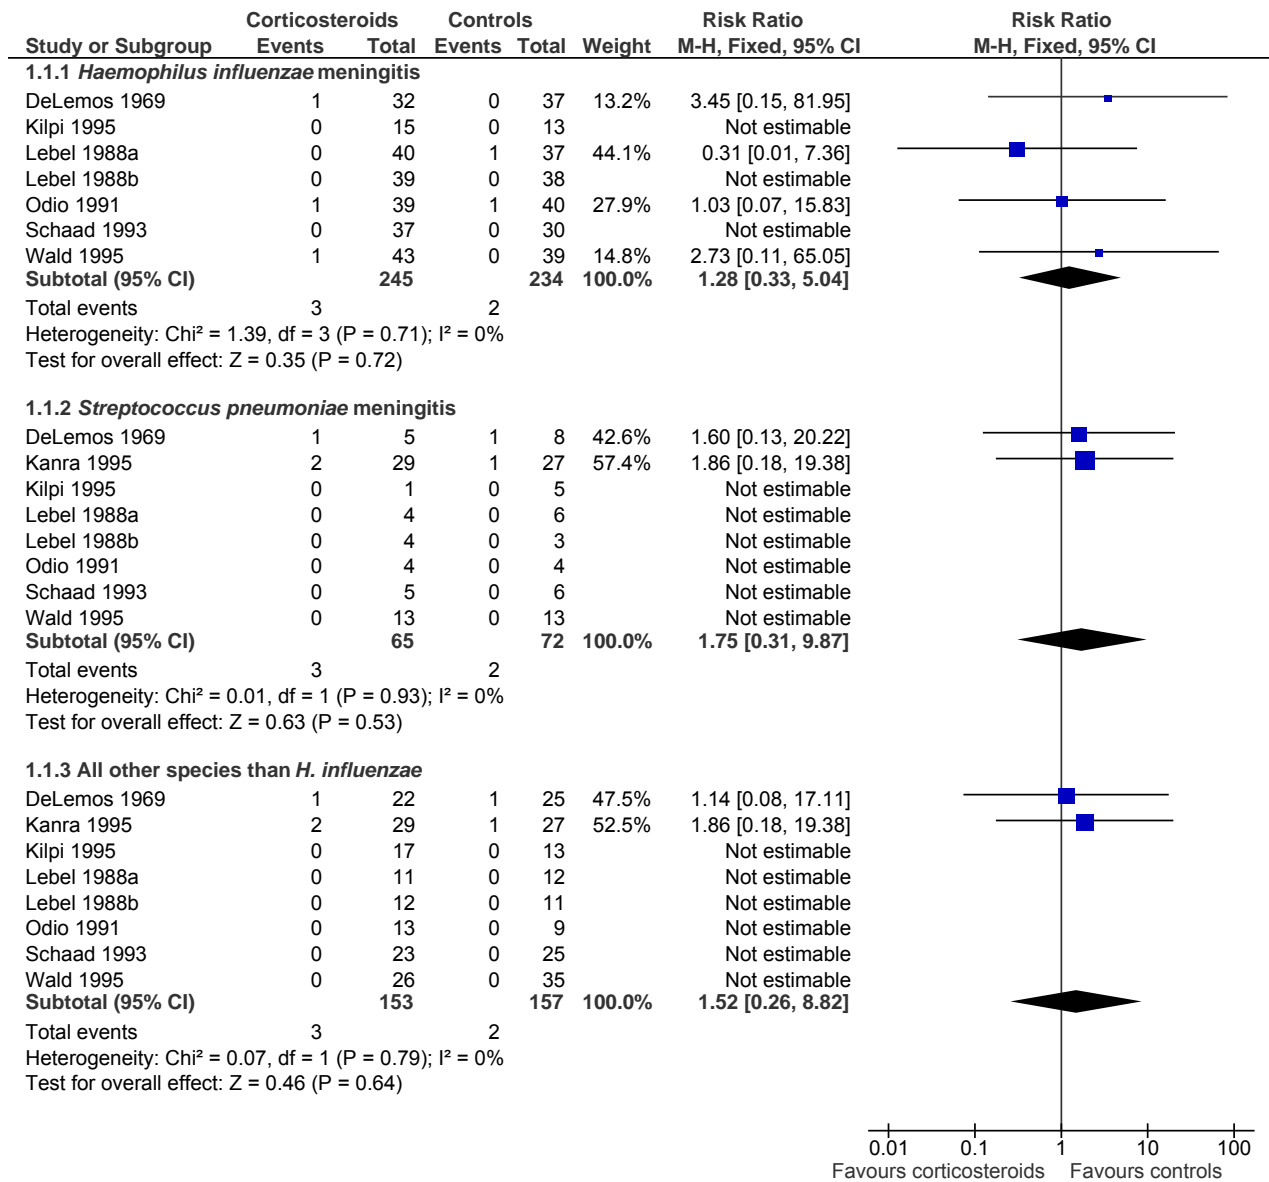 Corticosteroids Controls Risk Ratio Risk Ratio
Study or Subgroup Events Total Events Total Weight M-H, Fixed, 95% CI M-H, Fixed, 95% CI
1.1.1 Haemophilus influenzae meningitis
DeLemos 1969 1 32 0 37 13.2% 3.45 [0.15, 81.95]
Kilpi 1995 0 15 0 13 Not estimable
Lebel 1988a 0 40 1 37 44.1% 0.31 [0.01, 7.36]
Lebel 1988b 0 39 0 38 Not estimable
Odio 1991 1 39 1 40 27.9% 1.03 [0.07, 15.83]
Schaad 1993 0 37 0 30 Not estimable
Wald 1995 1 43 0 39 14.8% 2.73 [0.11, 65.05]
Subtotal (95% CI) 245 234 100.0% 1.28 [0.33, 5.04]
Total events 3 2
Heterogeneity: Chi² = 1.39, df = 3 (P = 0.71); I² = 0%
Test for overall effect: Z = 0.35 (P = 0.72)
1.1.2 Streptococcus pneumoniae meningitis
DeLemos 1969 1 5 1 8 42.6% 1.60 [0.13, 20.22]
Kanra 1995 2 29 1 27 57.4% 1.86 [0.18, 19.38]
Kilpi 1995 0 1 0 5 Not estimable
Lebel 1988a 0 4 0 6 Not estimable
Lebel 1988b 0 4 0 3 Not estimable
Odio 1991 0 4 0 4 Not estimable
Schaad 1993 0 5 0 6 Not estimable
Wald 1995 0 13 0 13 Not estimable
Subtotal (95% CI) 65 72 100.0% 1.75 [0.31, 9.87]
Total events 3 2
Heterogeneity: Chi² = 0.01, df = 1 (P = 0.93); I² = 0%
Test for overall effect: Z = 0.63 (P = 0.53)
1.1.3 All other species than H. influenzae
DeLemos 1969 1 22 1 25 47.5% 1.14 [0.08, 17.11]
Kanra 1995 2 29 1 27 52.5% 1.86 [0.18, 19.38]
Kilpi 1995 0 17 0 13 Not estimable
Lebel 1988a 0 11 0 12 Not estimable
Lebel 1988b 0 12 0 11 Not estimable
Odio 1991 0 13 0 9 Not estimable
Schaad 1993 0 23 0 25 Not estimable
Wald 1995 0 26 0 35 Not estimable
Subtotal (95% CI) 153 157 100.0% 1.52 [0.26, 8.82]
Total events 3 2
Heterogeneity: Chi² = 0.07, df = 1 (P = 0.79); I² = 0%
Test for overall effect: Z = 0.46 (P = 0.64)
0.01 0.1 1 10 100
Favours corticosteroids Favours controls